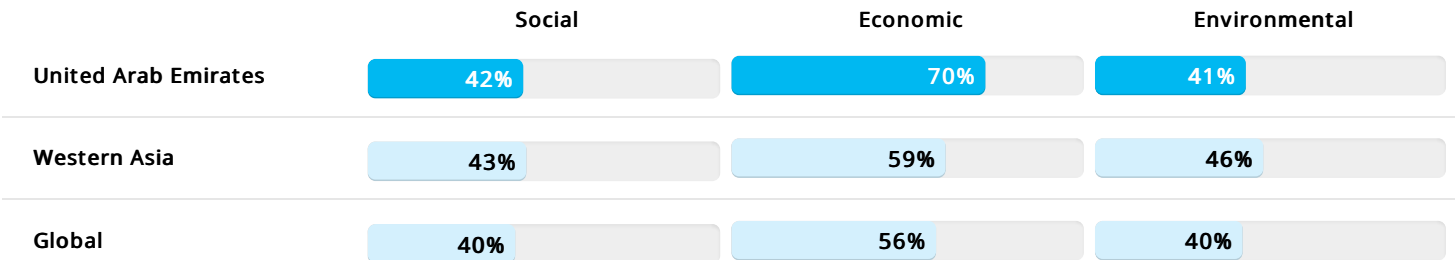 Social Economic Environmental
United Arab Emirates 42% 70% 41%
Western Asia 43% 59% 46%
Global 40% 56% 40%